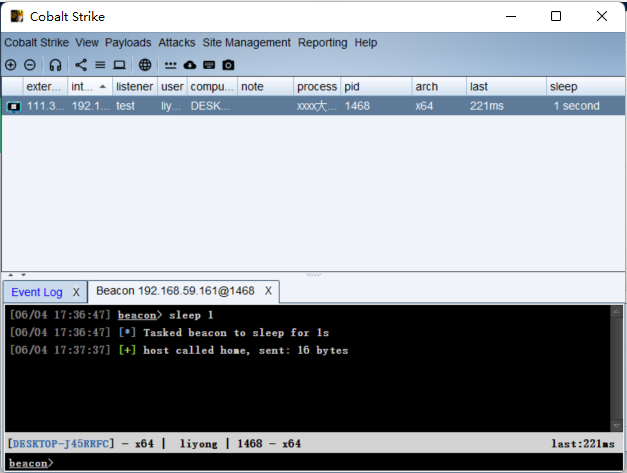 Cobalt Strike
Cobalt Strike View Payloads Attacks Site Management Reporting Help
exter... int... listener user compu... note process pid arch last sleep
111.3... 192.1... test liy... DESK... xxxx大... 1468 x64 221ms 1 second
Event Log X Beacon 192.168.59.161@1468 X
[06/04 17:36:47] beacon> sleep 1
[06/04 17:36:47] [*] Tasked beacon to sleep for 1s
[06/04 17:37:37] [+] host called home, sent: 16 bytes
[DESKTOP-J45RRFC] - x64 | liyong | 1468 - x64 last:221ms
beacon>